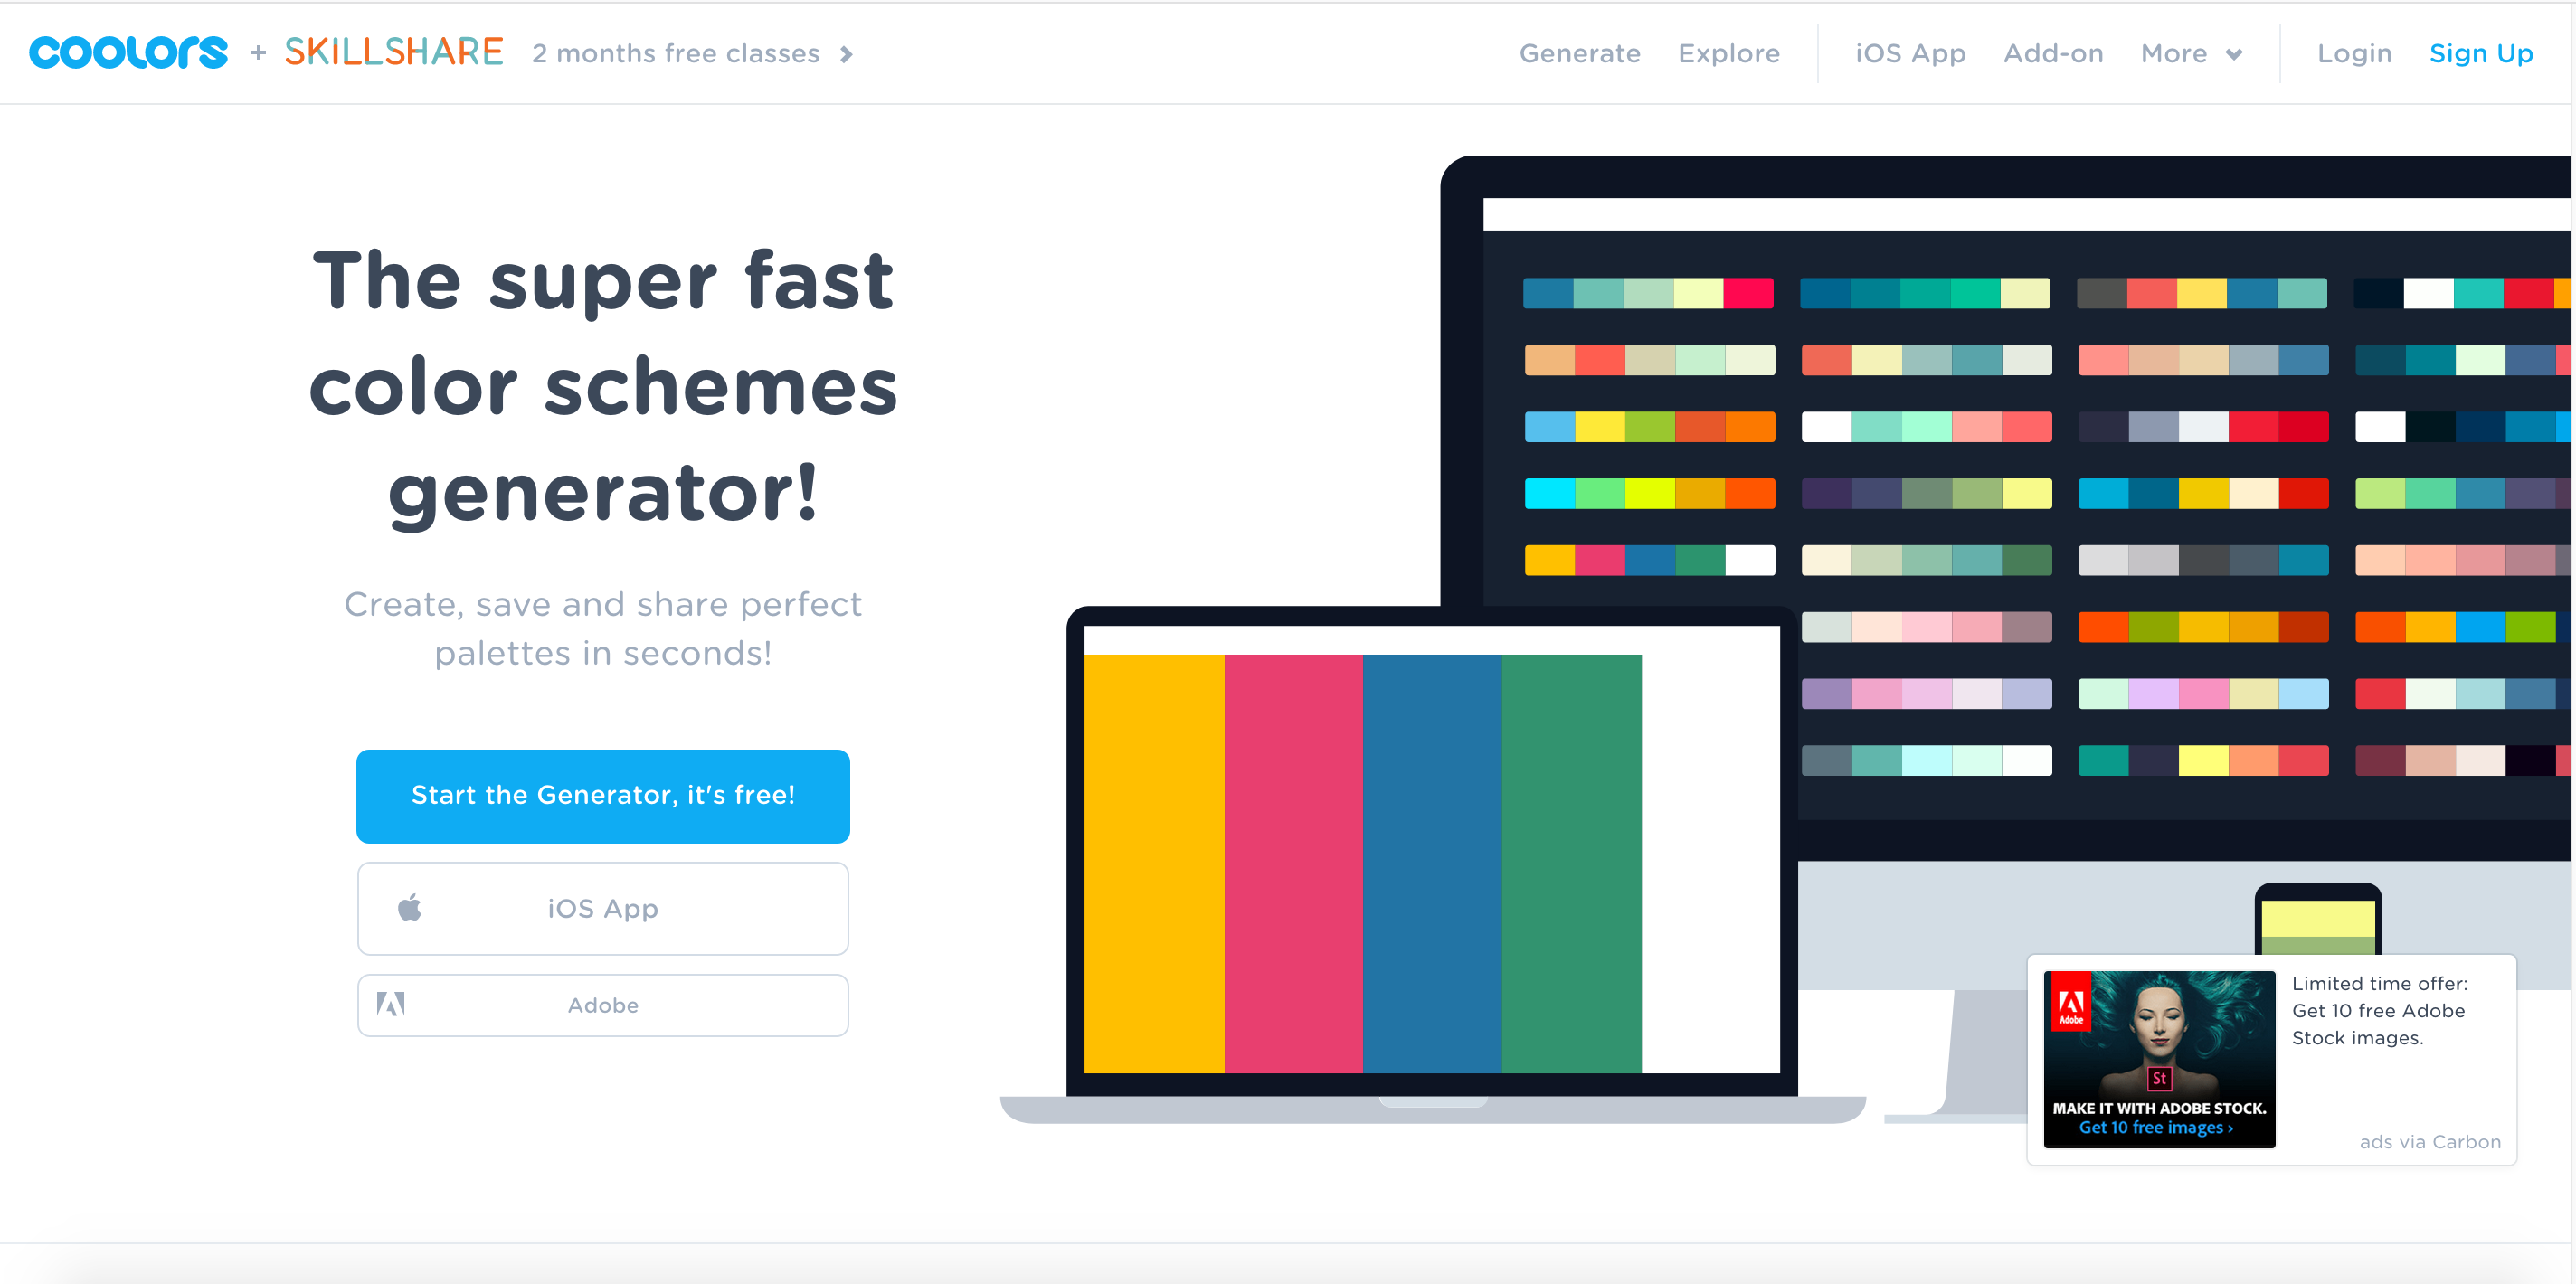 coolors + SKILLSHARE 2 months free classes
Generate Explore iOS App Add-on More Login Sign Up
The super fast
color schemes
generator!
Create, save and share perfect
palettes in seconds!
Start the Generator, it's free!
iOS App
Adobe
Adobe
St
MAKE IT WITH ADOBE STOCK.
Get 10 free images ›
Limited time offer:
Get 10 free Adobe
Stock images.
ads via Carbon